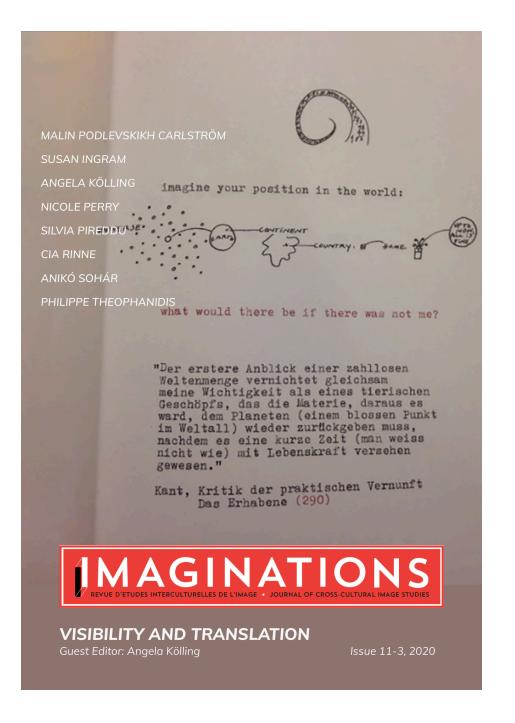 MALIN PODLEVSKIKH CARLSTRÖM
SUSAN INGRAM
ANGELA KÖLLING
NICOLE PERRY
SILVIA PIREDDU
CIA RINNE
ANIKÓ SOHÁR
PHILIPPE THEOPHANIDIS
imagine your position in the world:
EARTH
CONTINENT
COUNTRY.
HOME
what would there be if there was not me?
"Der erstere Anblick einer zahllosen
Weltenmenge vernichtet gleichsam
meine Wichtigkeit als eines tierischen
Geschöpfs, das die Materie, daraus es
ward, dem Planeten (einem blossen Punkt
im Weltall) wieder zurückgeben muss,
nachdem es eine kurze Zeit (man weiss
nicht wie) mit Lebenskraft versehen
gewesen."
Kant, Kritik der praktischen Vernunft
Das Erhabene (290)
IMAGINATIONS
REVUE D'ÉTUDES INTERCULTURELLES DE L'IMAGE • JOURNAL OF CROSS-CULTURAL IMAGE STUDIES
VISIBILITY AND TRANSLATION
Guest Editor: Angela Kölling
Issue 11-3, 2020